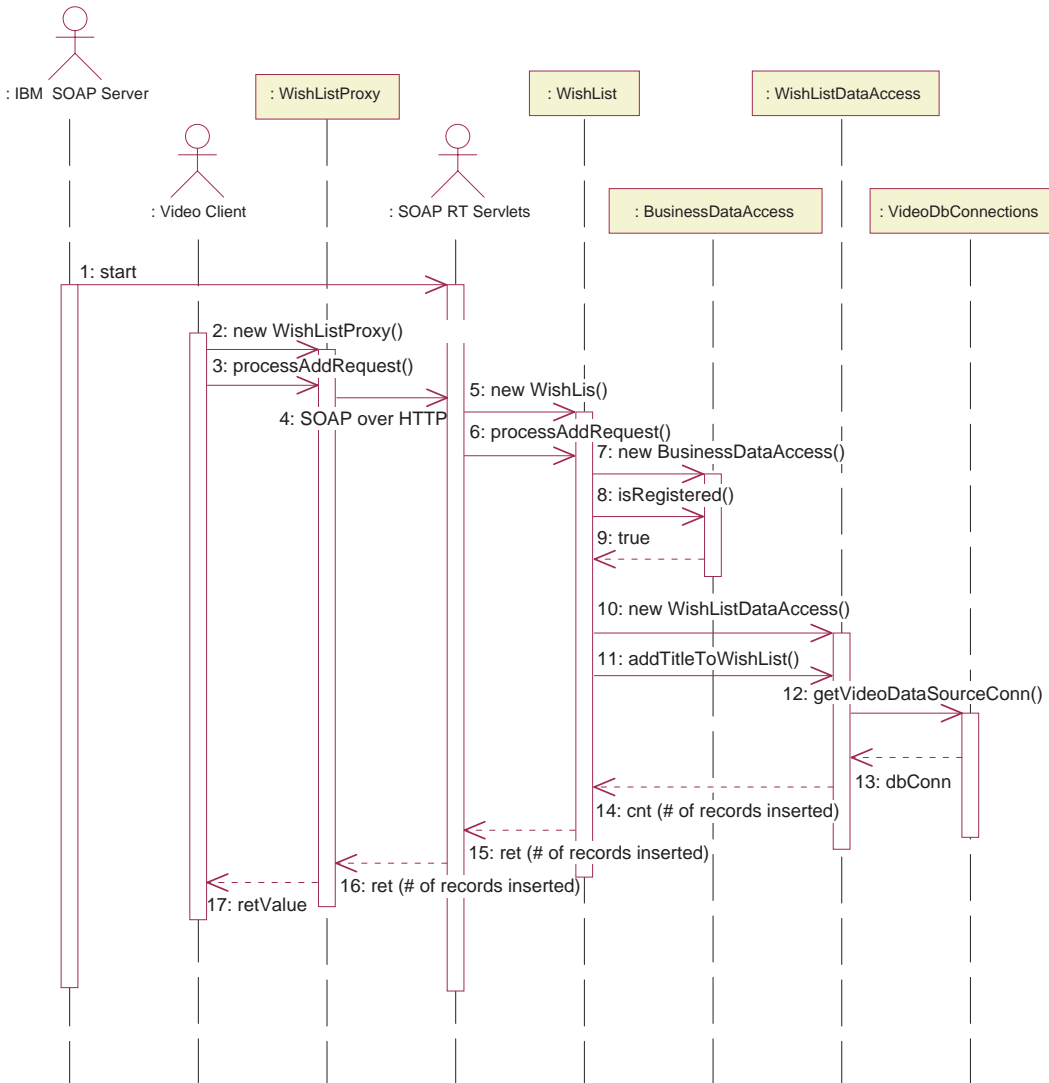 : IBM  SOAP Server
: WishListProxy
: WishList
: WishListDataAccess
: Video Client
: SOAP RT Servlets
: BusinessDataAccess
: VideoDbConnections
1: start
2: new WishListProxy()
3: processAddRequest()
4: SOAP over HTTP
5: new WishLis()
6: processAddRequest()
7: new BusinessDataAccess()
8: isRegistered()
9: true
10: new WishListDataAccess()
11: addTitleToWishList()
12: getVideoDataSourceConn()
13: dbConn
14: cnt (# of records inserted)
15: ret (# of records inserted)
16: ret (# of records inserted)
17: retValue